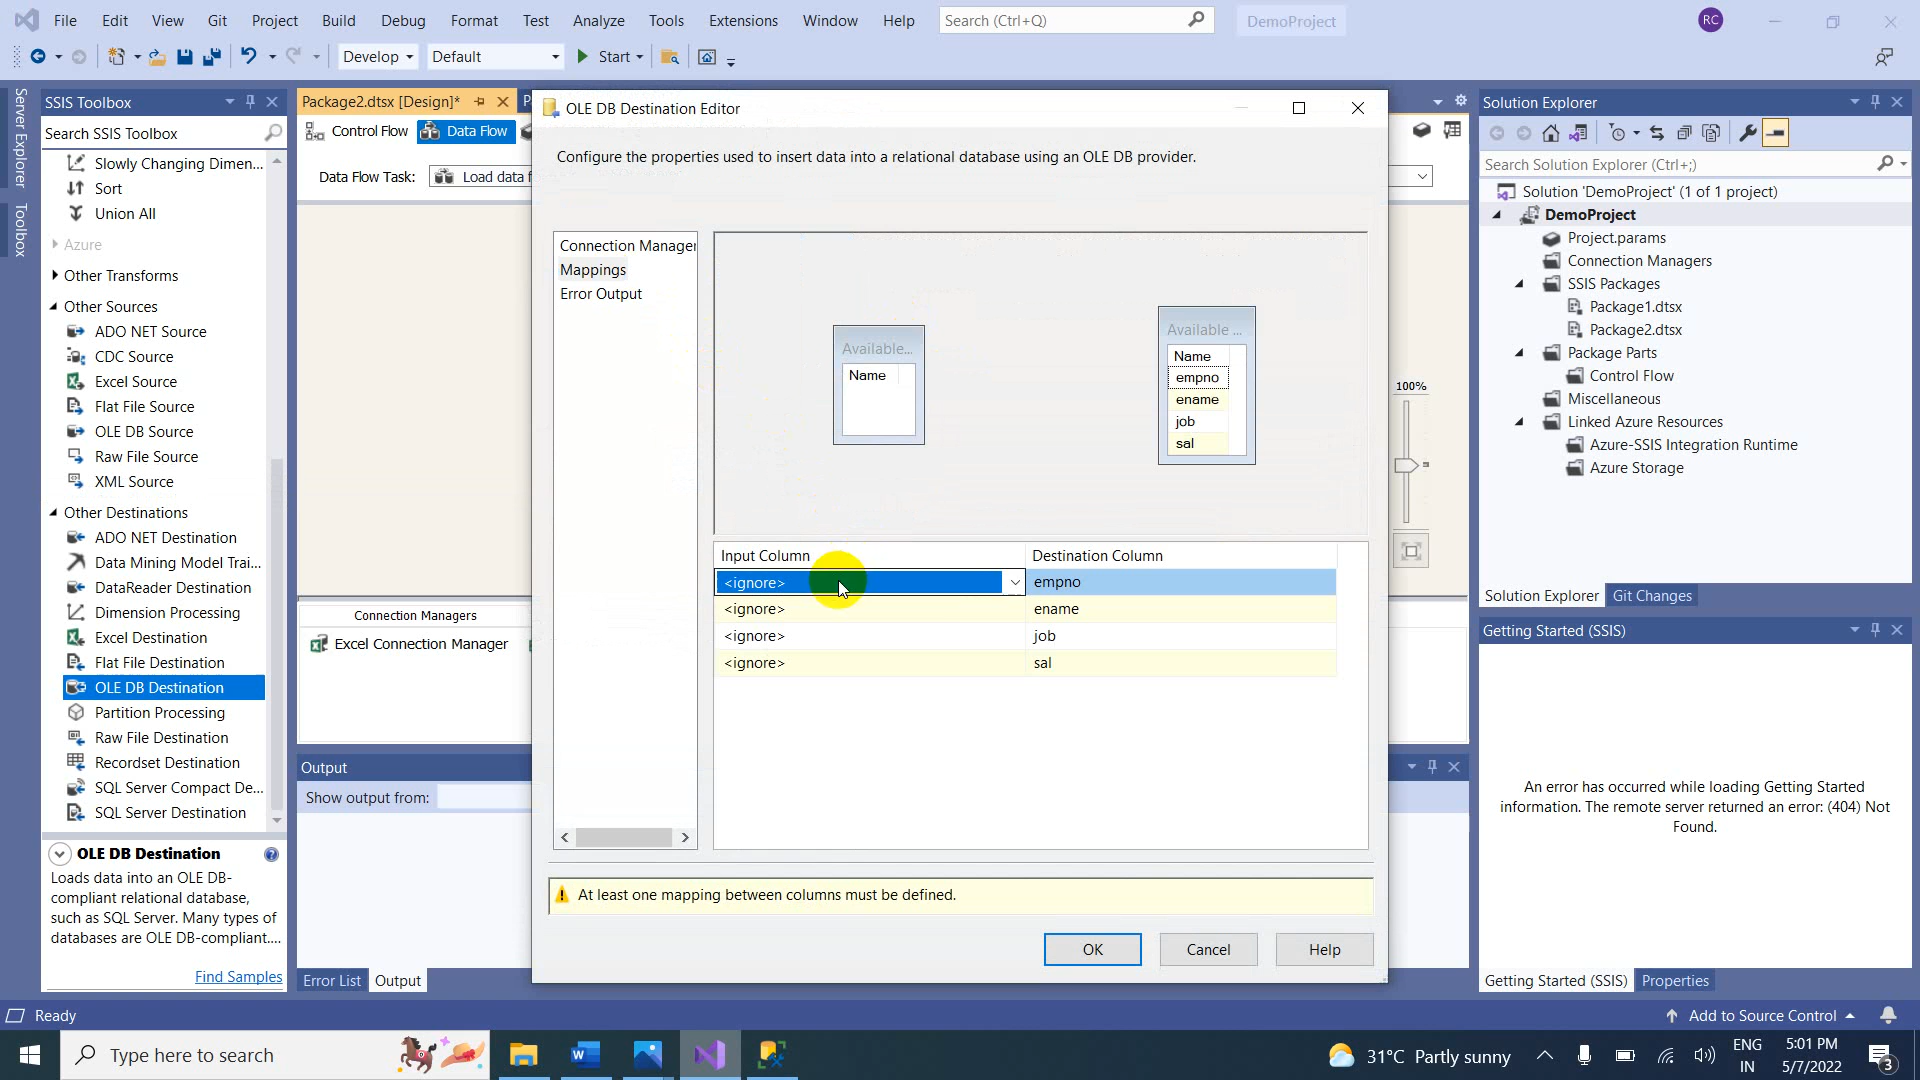 File Edit View Git Project Build Debug Format Test Analyze Tools Extensions Window Help Search (Ctrl+Q) DemoProject RC
Develop Default Start
Server Explorer
Toolbox
SSIS Toolbox
Search SSIS Toolbox
Slowly Changing Dimen...
Sort
Union All
Azure
Other Transforms
Other Sources
ADO NET Source
CDC Source
Excel Source
Flat File Source
OLE DB Source
Raw File Source
XML Source
Other Destinations
ADO NET Destination
Data Mining Model Trai...
DataReader Destination
Dimension Processing
Excel Destination
Flat File Destination
OLE DB Destination
Partition Processing
Raw File Destination
Recordset Destination
SQL Server Compact De...
SQL Server Destination
OLE DB Destination
Loads data into an OLE DB-
compliant relational database,
such as SQL Server. Many types of
databases are OLE DB-compliant....
Find Samples
Package2.dtsx [Design]* P
Control Flow Data Flow
Data Flow Task: Load data f
100%
Connection Managers
Excel Connection Manager
Output
Show output from:
Error List Output
OLE DB Destination Editor
Configure the properties used to insert data into a relational database using an OLE DB provider.
Connection Manager
Mappings
Error Output
Available...
Name
Available ...
Name
empno
ename
job
sal
Input Column Destination Column
<ignore> empno
<ignore> ename
<ignore> job
<ignore> sal
At least one mapping between columns must be defined.
OK Cancel Help
Solution Explorer
Search Solution Explorer (Ctrl+;)
Solution 'DemoProject' (1 of 1 project)
DemoProject
Project.params
Connection Managers
SSIS Packages
Package1.dtsx
Package2.dtsx
Package Parts
Control Flow
Miscellaneous
Linked Azure Resources
Azure-SSIS Integration Runtime
Azure Storage
Solution Explorer Git Changes
Getting Started (SSIS)
An error has occurred while loading Getting Started
information. The remote server returned an error: (404) Not
Found.
Getting Started (SSIS) Properties
Ready Add to Source Control
Type here to search 31°C Partly sunny ENG 5:01 PM
IN 5/7/2022 3